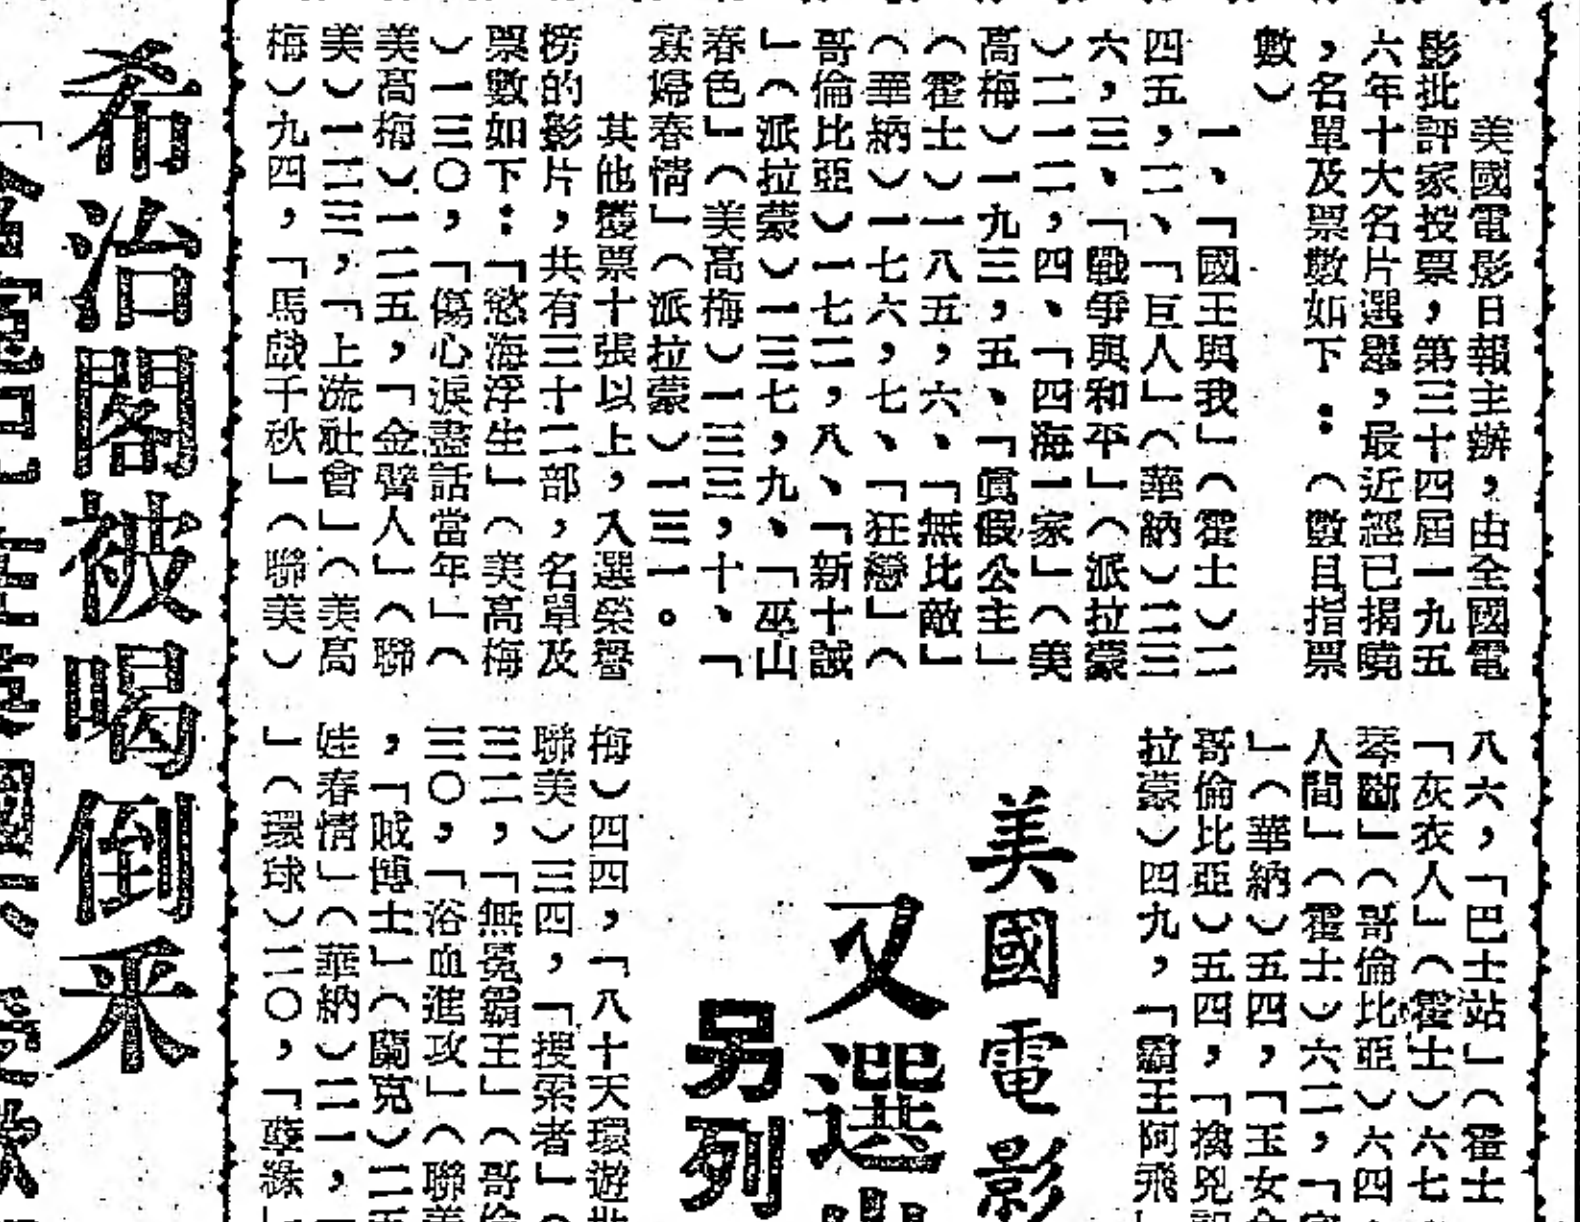 美國電影日報主辦，由全國電
影批評家投票，第三十四屆一九五
六年十大名片選舉，最近經已揭曉
，名單及票數如下：（數目指票
數）
一、「國王與我」（霍士）二
四五，二、「巨人」（華納）二三
六，三、「戰爭與和平」（派拉蒙
）二一二，四、「四海一家」（美
高梅）一九三，五、「眞假公主」
（霍士）一八五，六、「無比敵」
（華納）一七六，七、「狂戀」（
哥倫比亞）一七二，八、「新十誡
」（派拉蒙）一三七，九、「巫山
春色」（美高梅）一三三，十、「
寡婦春情」（派拉蒙）一三一。
其他獲票十張以上，入選榮譽
榜的影片，共有三十二部，名單及
票數如下：「慾海浮生」（美高梅
）一三〇，「傷心淚盡話當年」（
美高梅）一二五，「金臂人」（聯
美）一二三，「上流社會」（美高
梅）九四，「馬戲千秋」（聯美）
八六，「巴士站」（霍士
「灰衣人」（霍士）六七
琴斷」（哥倫比亞）六四
人間」（霍士）六二，「
」（華納）五四，「玉女
哥倫比亞）五四，「擒兇
拉蒙）四九，「霸王阿飛」
美國電影
又選
另列
梅）四四，「八十天環遊
聯美）三四，「搜索者」（
三二，「無冕霸王」（哥
三〇，「浴血進攻」（聯美
，「賊博士」（蘭克）二五
娃春情」（華納）二一，
」（環球）二〇，「孽緣」
希治閣被喝倒采